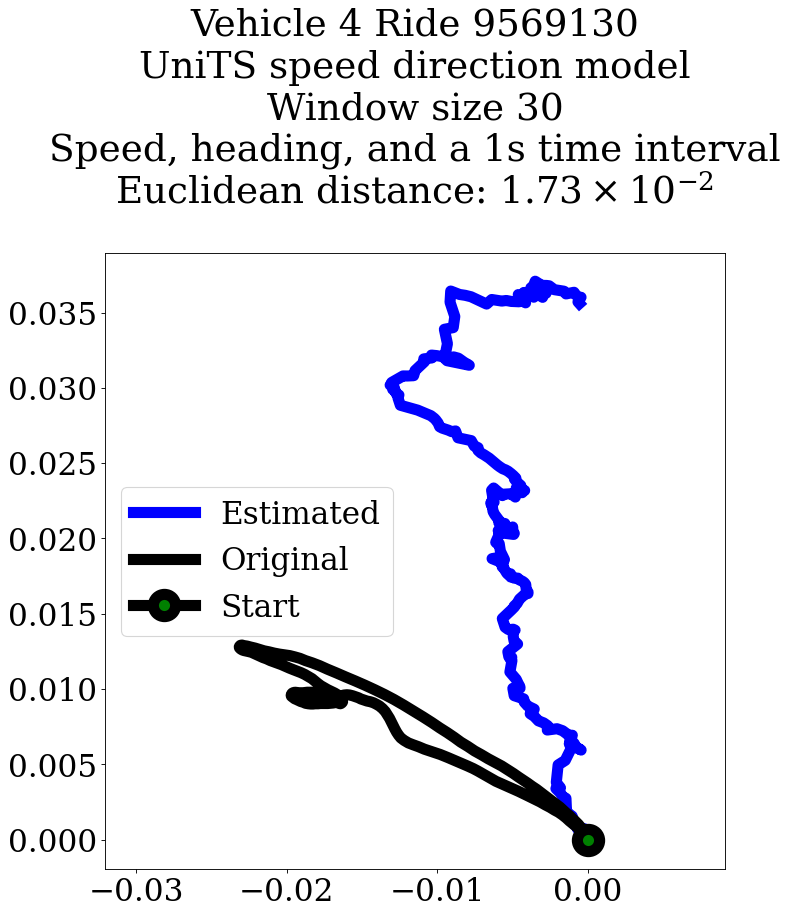 Vehicle 4 Ride 9569130
UniTS speed direction model
Window size 30
Speed, heading, and a 1s time interval
Euclidean distance: 1.73 × 10⁻²
0.035
0.030
0.025
0.020
0.015
0.010
0.005
0.000
Estimated
Original
Start
−0.03 −0.02 −0.01 0.00